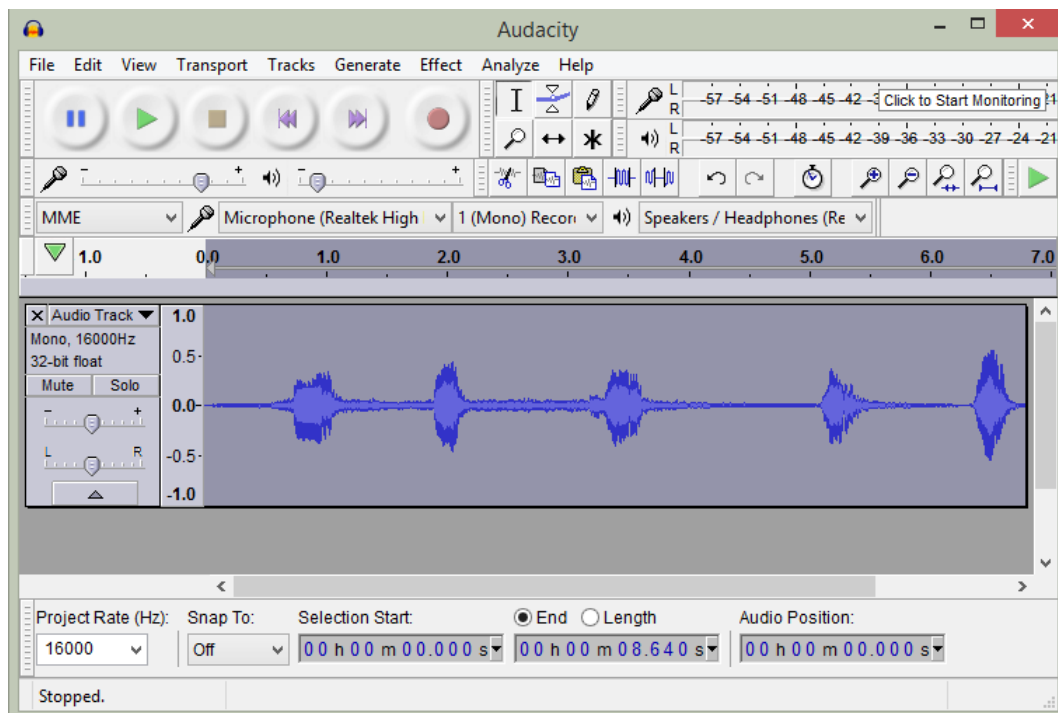 Audacity
File Edit View Transport Tracks Generate Effect Analyze Help
L
R
-57 -54 -51 -48 -45 -42 Click to Start Monitoring
L
R
-57 -54 -51 -48 -45 -42 -39 -36 -33 -30 -27 -24 -21
MME Microphone (Realtek High 1 (Mono) Recor Speakers / Headphones (Re
1.0 0.0 1.0 2.0 3.0 4.0 5.0 6.0 7.0
X Audio Track 1.0
Mono, 16000Hz
32-bit float 0.5
Mute Solo
- + 0.0
L R -0.5
-1.0
Project Rate (Hz): Snap To: Selection Start: End Length Audio Position:
16000 Off 00 h 00 m 00.000 s 00 h 00 m 08.640 s 00 h 00 m 00.000 s
Stopped.